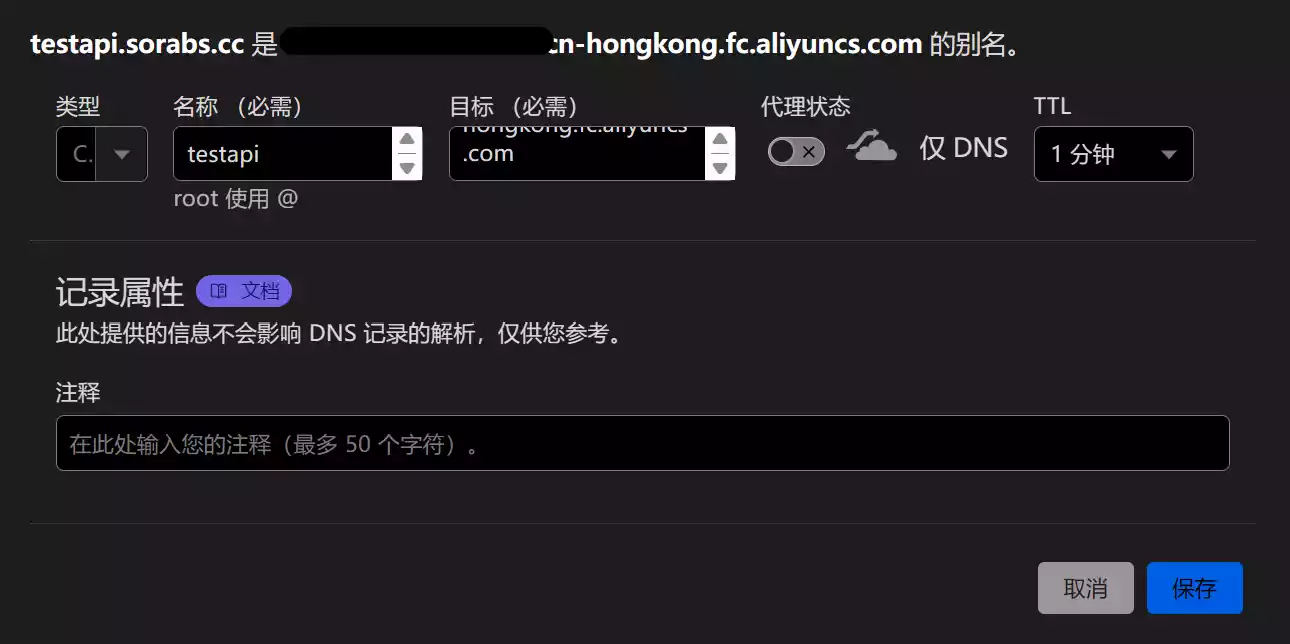 testapi.sorabs.cc 是 cn-hongkong.fc.aliyuncs.com 的别名。
类型 名称 （必需） 目标 （必需） 代理状态 TTL
C. testapi hongkong.fc.aliyuncs 仅 DNS 1 分钟
.com
root 使用 @
记录属性 文档
此处提供的信息不会影响 DNS 记录的解析，仅供您参考。
注释
在此处输入您的注释（最多 50 个字符）。
取消 保存